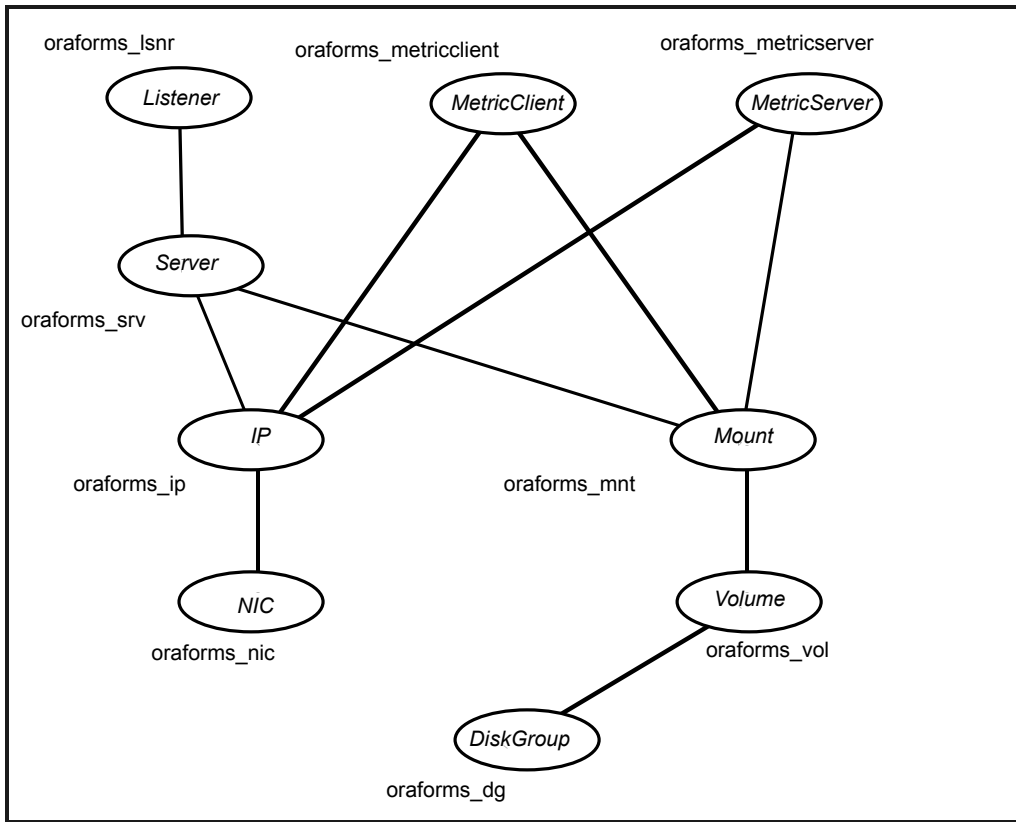 oraforms_lsnr
oraforms_metricclient
oraforms_metricserver
Listener
MetricClient
MetricServer
Server
oraforms_srv
IP
Mount
oraforms_ip
oraforms_mnt
NIC
Volume
oraforms_nic
oraforms_vol
DiskGroup
oraforms_dg